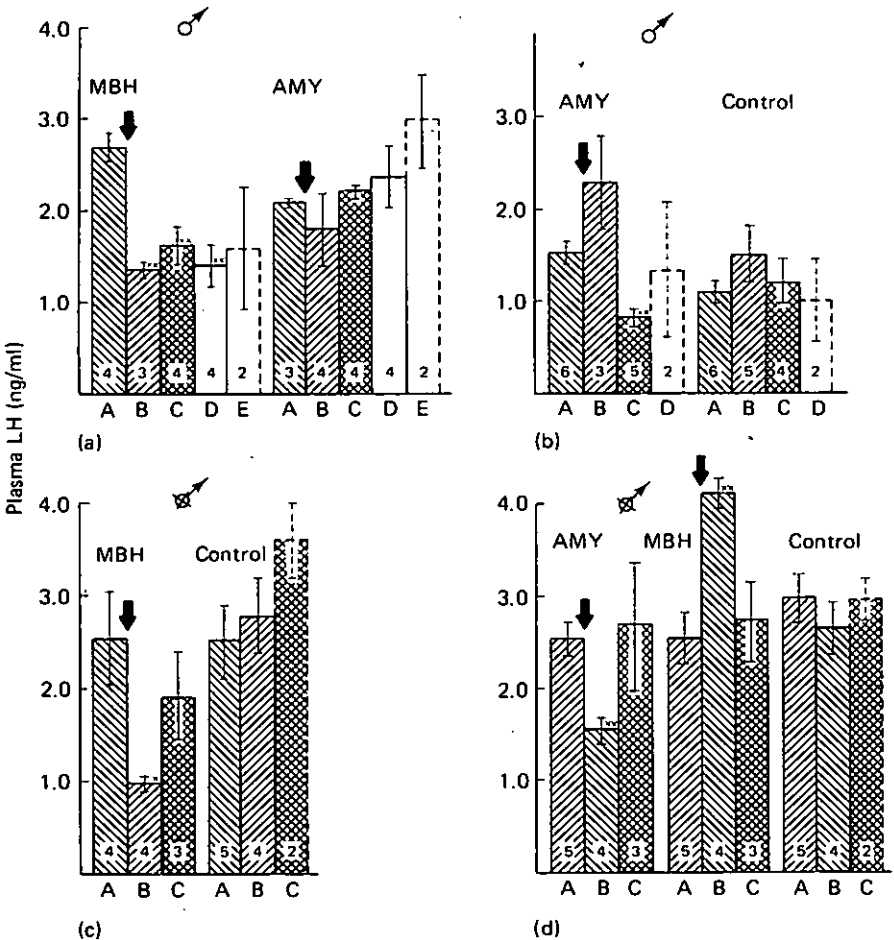 Plasma LH (ng/ml)
4.0
3.0
2.0
1.0
MBH
AMY
4 3 4 4 2 3 4 4 4 2
A B C D E A B C D E
(a)
4.0
3.0
2.0
1.0
AMY
Control
6 3 5 2 6 5 4 2
A B C D A B C D
(b)
4.0
3.0
2.0
1.0
MBH
Control
4 4 3 5 4 2
A B C A B C
(c)
4.0
3.0
2.0
1.0
AMY
MBH
Control
5 4 3 5 4 3 5 4 2
A B C A B C A B C
(d)